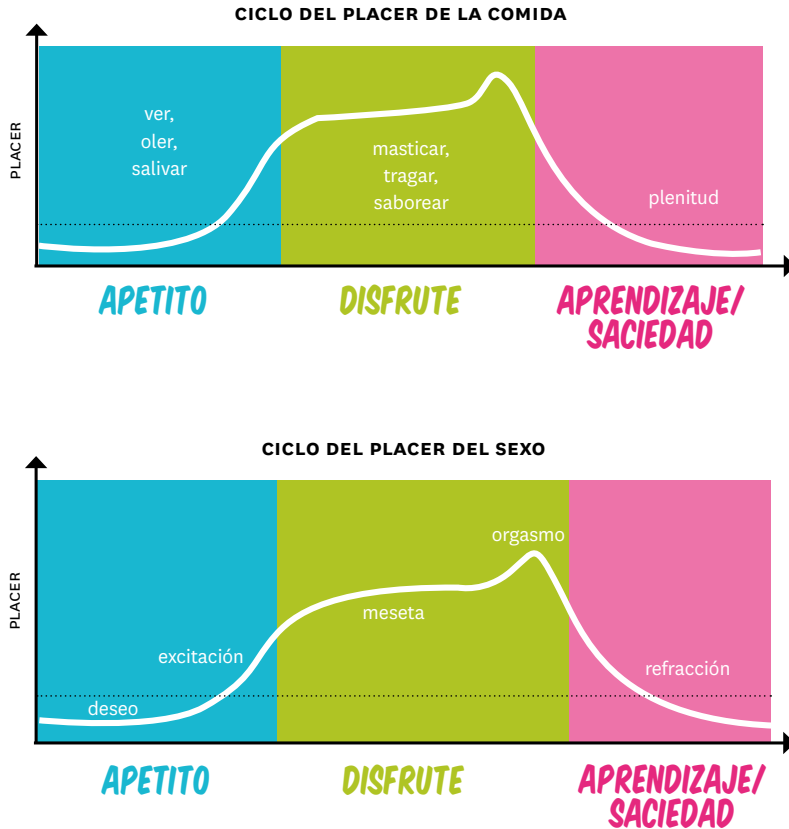 CICLO DEL PLACER DE LA COMIDA
PLACER
ver,
oler,
salivar
masticar,
tragar,
saborear
plenitud
APETITO
DISFRUTE
APRENDIZAJE/
SACIEDAD
CICLO DEL PLACER DEL SEXO
PLACER
orgasmo
meseta
excitación
refracción
deseo
APETITO
DISFRUTE
APRENDIZAJE/
SACIEDAD